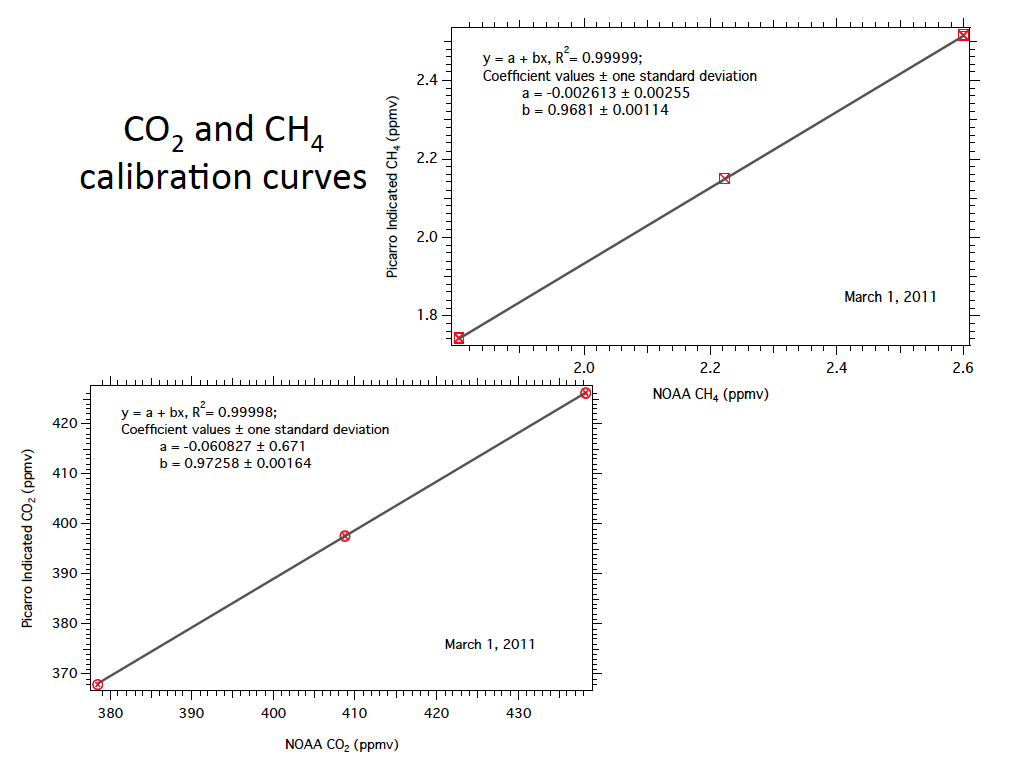 CO2 and CH4
calibration curves
y = a + bx, R2= 0.99999;
Coefficient values ± one standard deviation
a = -0.002613 ± 0.00255
b = 0.9681 ± 0.00114
Picarro Indicated CH4 (ppmv)
2.4
2.2
2.0
1.8
March 1, 2011
2.0 2.2 2.4 2.6
NOAA CH4 (ppmv)
y = a + bx, R2= 0.99998;
Coefficient values ± one standard deviation
a = -0.060827 ± 0.671
b = 0.97258 ± 0.00164
Picarro Indicated CO2 (ppmv)
420
410
400
390
380
370
March 1, 2011
380 390 400 410 420 430
NOAA CO2 (ppmv)